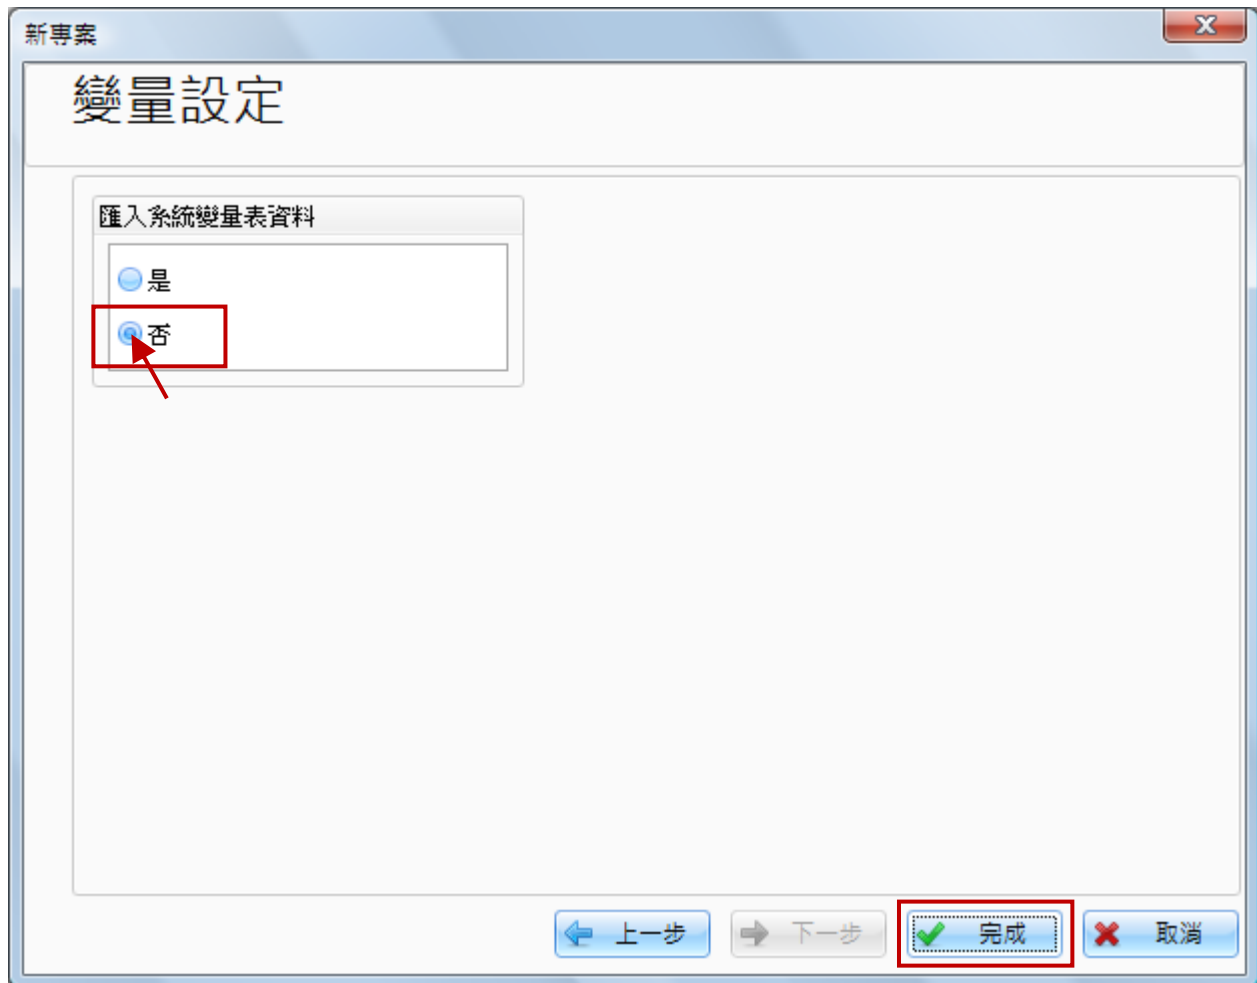 新專案
變量設定
匯入系統變量表資料
是
否
上一步 下一步 完成 取消